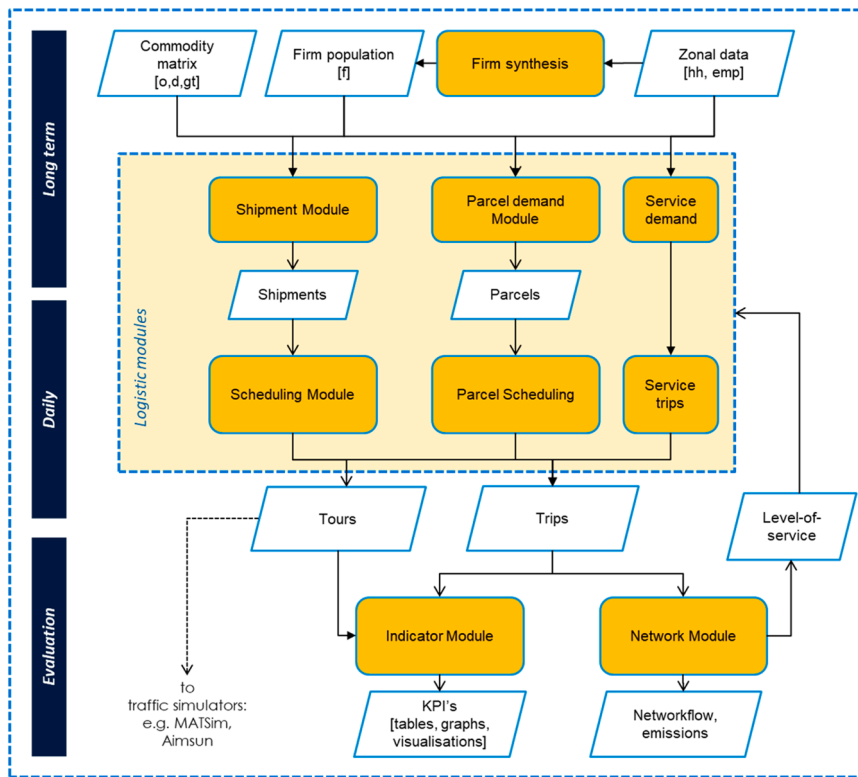 Commodity
matrix
[o,d,gt]
Firm population
[f]
Firm synthesis
Zonal data
[hh, emp]
Long term
Logistic modules
Shipment Module
Parcel demand
Module
Service
demand
Shipments
Parcels
Daily
Scheduling Module
Parcel Scheduling
Service
trips
Tours
Trips
Level-of-
service
Evaluation
Indicator Module
Network Module
to
traffic simulators:
e.g. MATSim,
Aimsun
KPI's
[tables, graphs,
visualisations]
Networkflow,
emissions